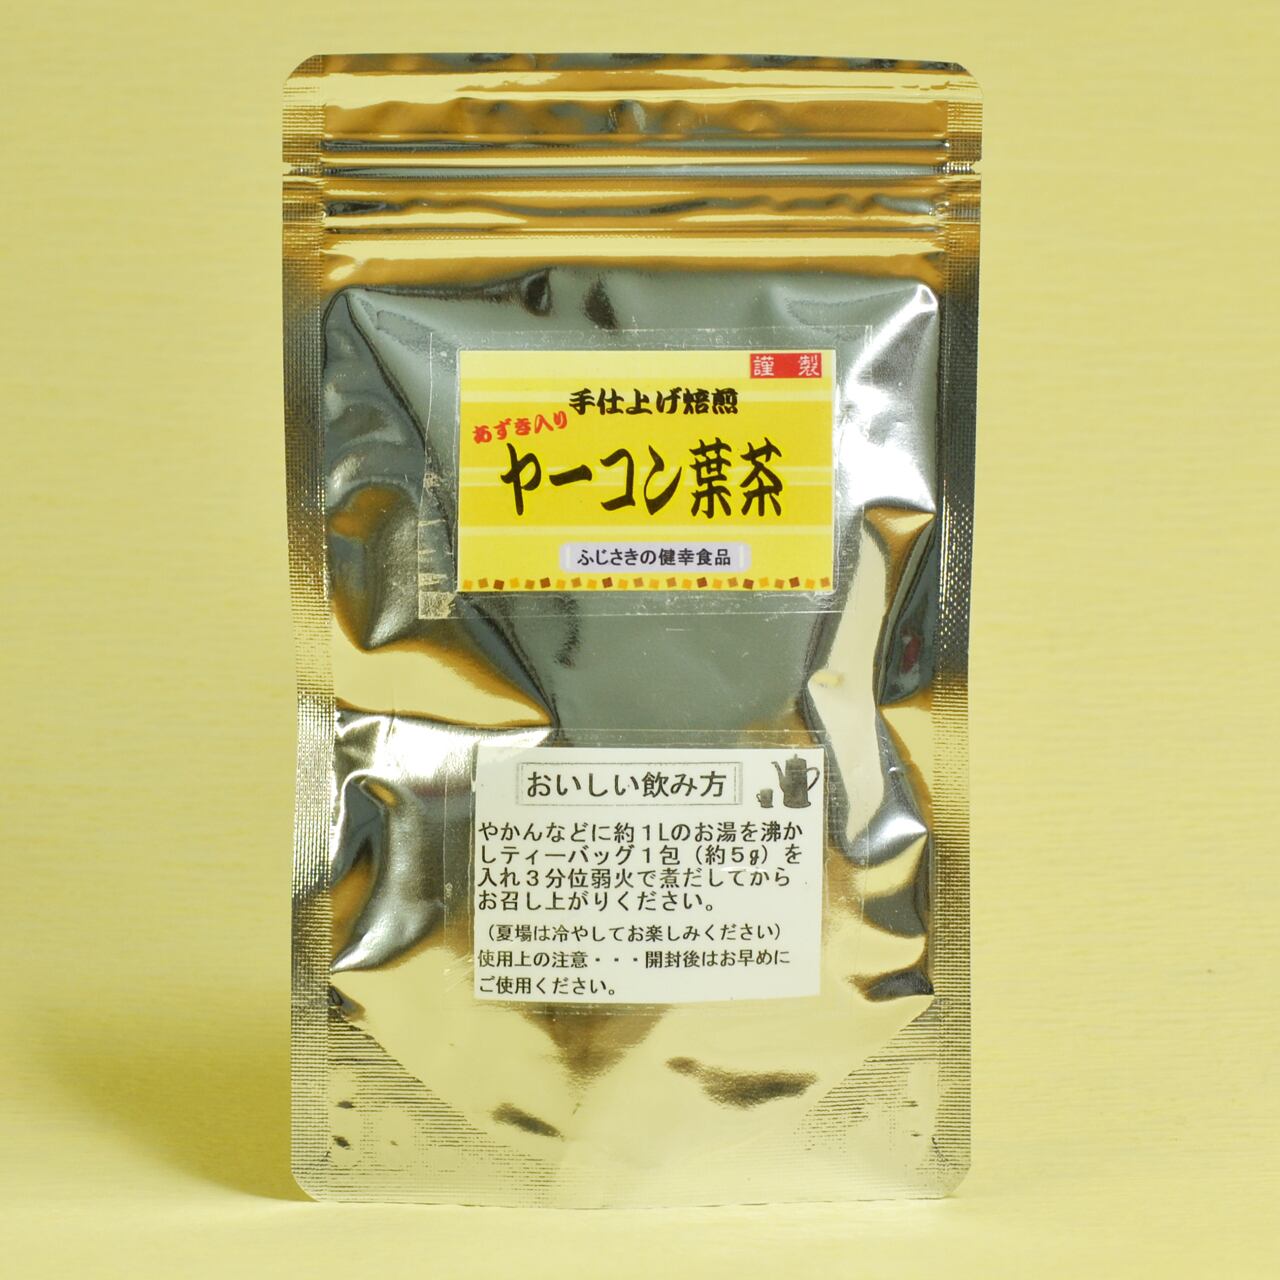 謹製
手仕上げ焙煎
あずき入り
ヤーコン葉茶
ふじさきの健幸食品
おいしい飲み方
やかんなどに約１Lのお湯を沸か
しティーバッグ１包（約５g）を
入れ３分位弱火で煮だしてから
お召し上がりください。
（夏場は冷やしてお楽しみください）
使用上の注意・・・開封後はお早めに
ご使用ください。